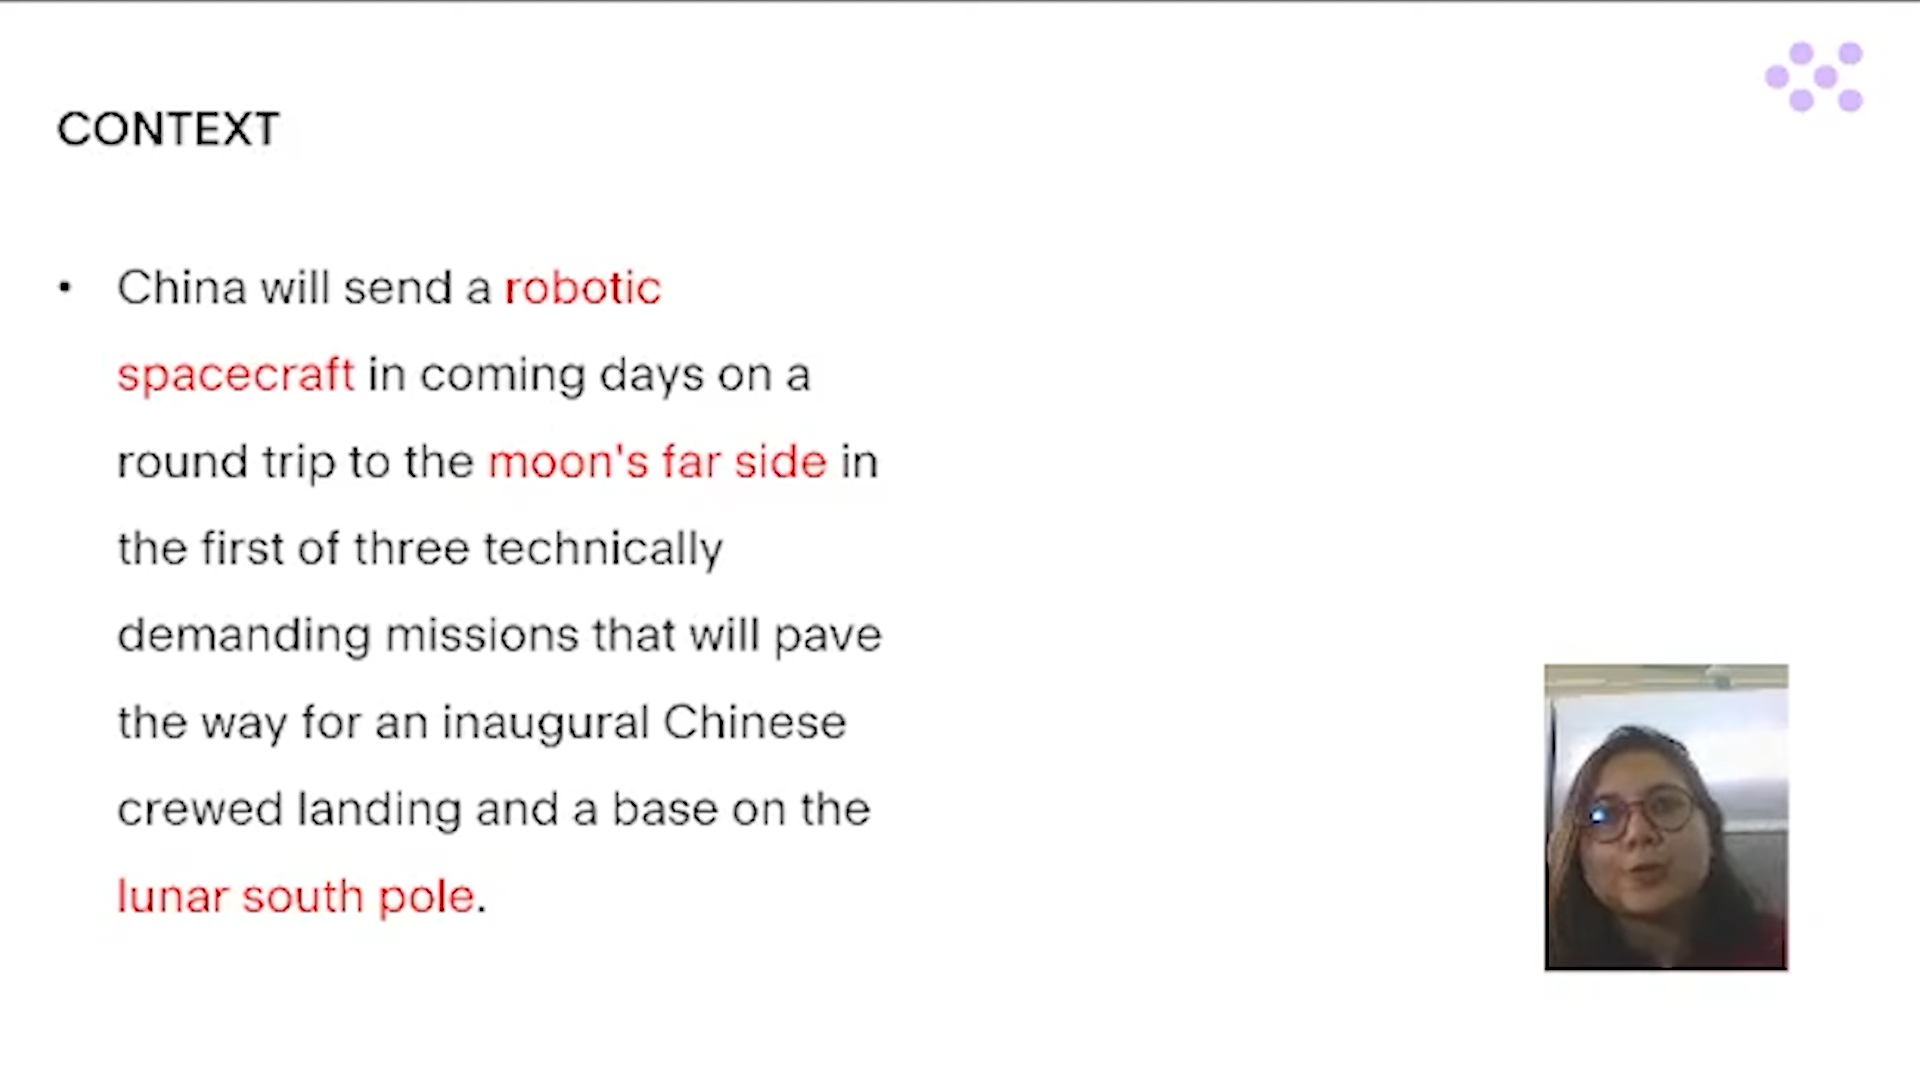 CONTEXT
• China will send a robotic
spacecraft in coming days on a
round trip to the moon's far side in
the first of three technically
demanding missions that will pave
the way for an inaugural Chinese
crewed landing and a base on the
lunar south pole.